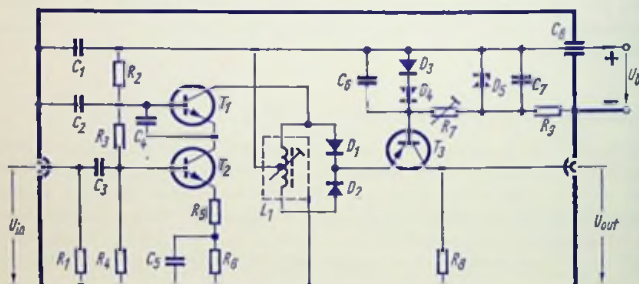 C8
+
C1
R2
C6
D3
D4
D5
C7
Ub
−
C2
T1
R7
R9
R3
C4
D1
T3
C3
T2
D2
R5
L1
Uin
Uout
R1
R4
C5
R6
R8